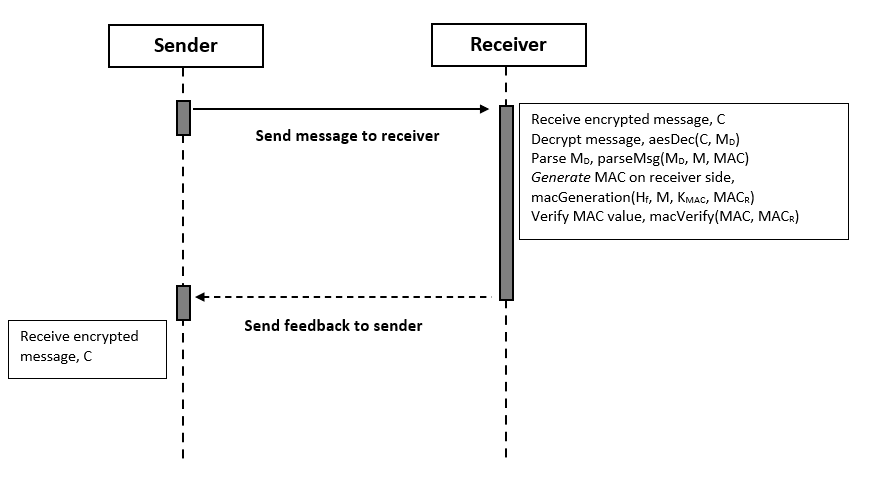 Sender
Receiver
Send message to receiver
Receive encrypted message, C
Decrypt message, aesDec(C, M_D)
Parse M_D, parseMsg(M_D, M, MAC)
Generate MAC on receiver side,
macGeneration(H_f, M, K_MAC, MAC_R)
Verify MAC value, macVerify(MAC, MAC_R)
Send feedback to sender
Receive encrypted
message, C